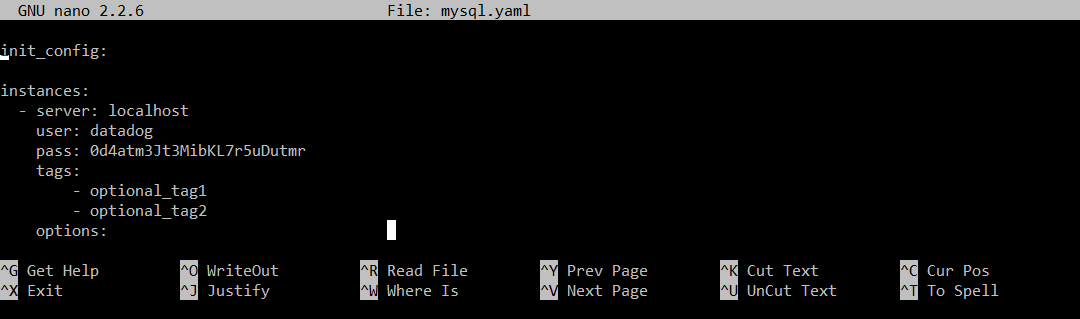 GNU nano 2.2.6 File: mysql.yaml
init_config:
instances:
- server: localhost
user: datadog
pass: 0d4atm3Jt3MibKL7r5uDutmr
tags:
- optional_tag1
- optional_tag2
options:
^G Get Help ^O WriteOut ^R Read File ^Y Prev Page ^K Cut Text ^C Cur Pos
^X Exit ^J Justify ^W Where Is ^V Next Page ^U UnCut Text ^T To Spell